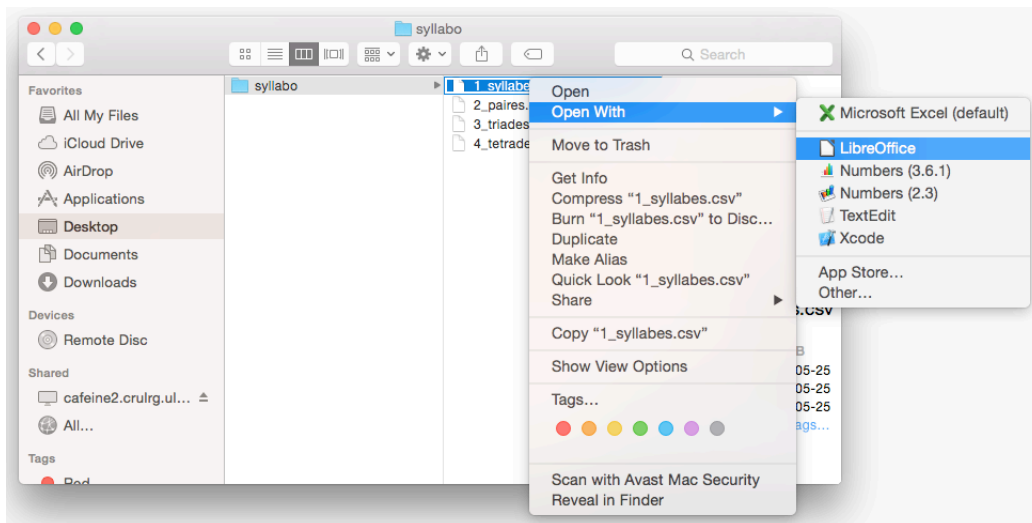 syllabo
Search
Favorites
All My Files
iCloud Drive
AirDrop
Applications
Desktop
Documents
Downloads
Devices
Remote Disc
Shared
cafeine2.crulrg.ul...
All...
Tags
Red
syllabo
1_syllabe
2_paires.
3_triades
4_tetrade
Open
Open With
Move to Trash
Get Info
Compress “1_syllabes.csv”
Burn “1_syllabes.csv” to Disc...
Duplicate
Make Alias
Quick Look “1_syllabes.csv”
Share
Copy “1_syllabes.csv”
Show View Options
Tags...
Scan with Avast Mac Security
Reveal in Finder
Microsoft Excel (default)
LibreOffice
Numbers (3.6.1)
Numbers (2.3)
TextEdit
Xcode
App Store...
Other...
s.csv
B
05-25
05-25
05-25
ags...